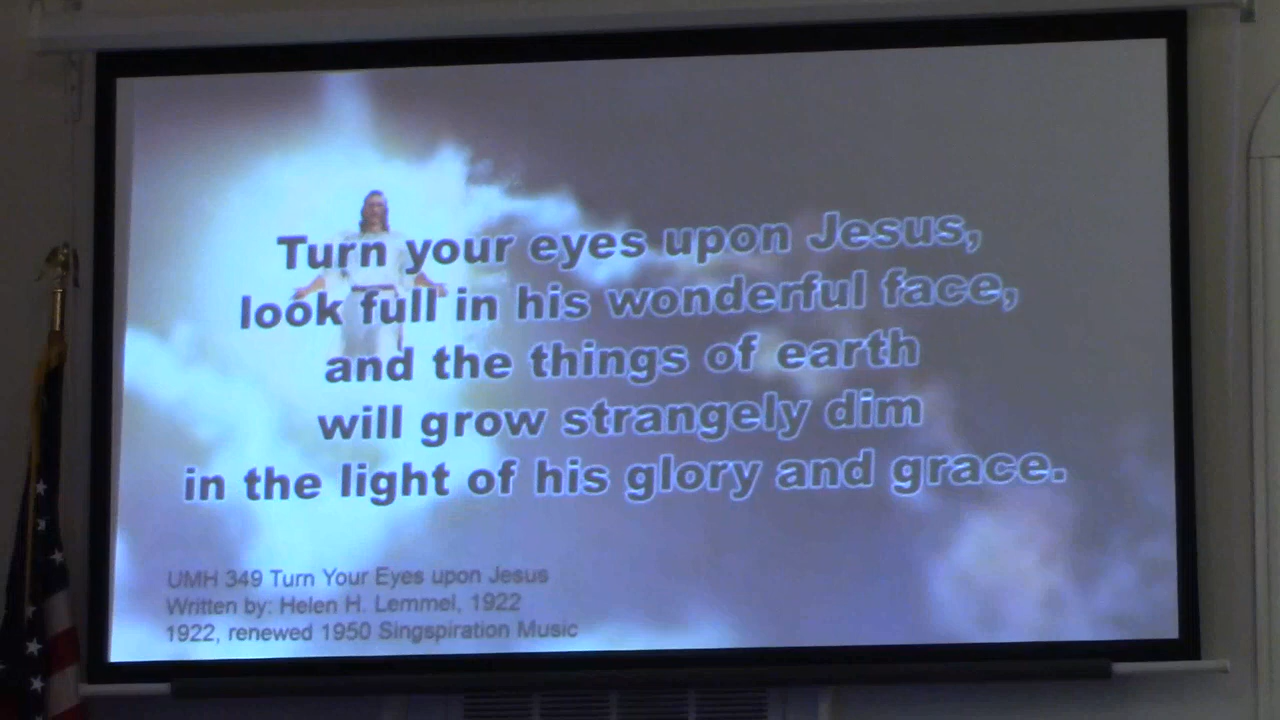 Turn your eyes upon Jesus,
look full in his wonderful face,
and the things of earth
will grow strangely dim
in the light of his glory and grace.
UMH 349 Turn Your Eyes upon Jesus
Written by: Helen H. Lemmel, 1922
1922, renewed 1950 Singspiration Music